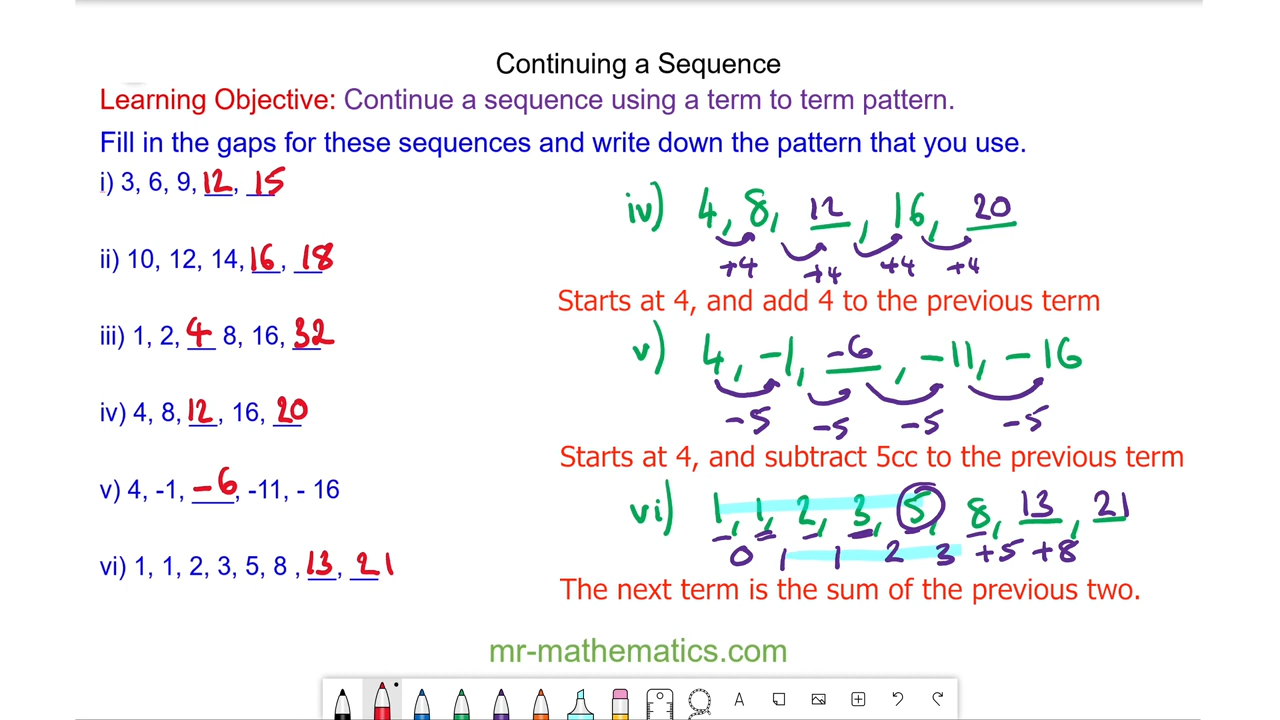 Continuing a Sequence
Learning Objective: Continue a sequence using a term to term pattern.
Fill in the gaps for these sequences and write down the pattern that you use.
i) 3, 6, 9, 12, 15
ii) 10, 12, 14, 16, 18
iii) 1, 2, 4 8, 16, 32
iv) 4, 8, 12, 16, 20
v) 4, -1, -6, -11, - 16
vi) 1, 1, 2, 3, 5, 8 , 13, 21
iv) 4, 8, 12, 16, 20
+4 +4 +4 +4
Starts at 4, and add 4 to the previous term
v) 4, -1, -6, -11, -16
-5 -5 -5 -5
Starts at 4, and subtract 5cc to the previous term
vi) 1, 1, 2, 3, 5, 8, 13, 21
0 1 1 2 3 +5 +8
The next term is the sum of the previous two.
mr-mathematics.com
A